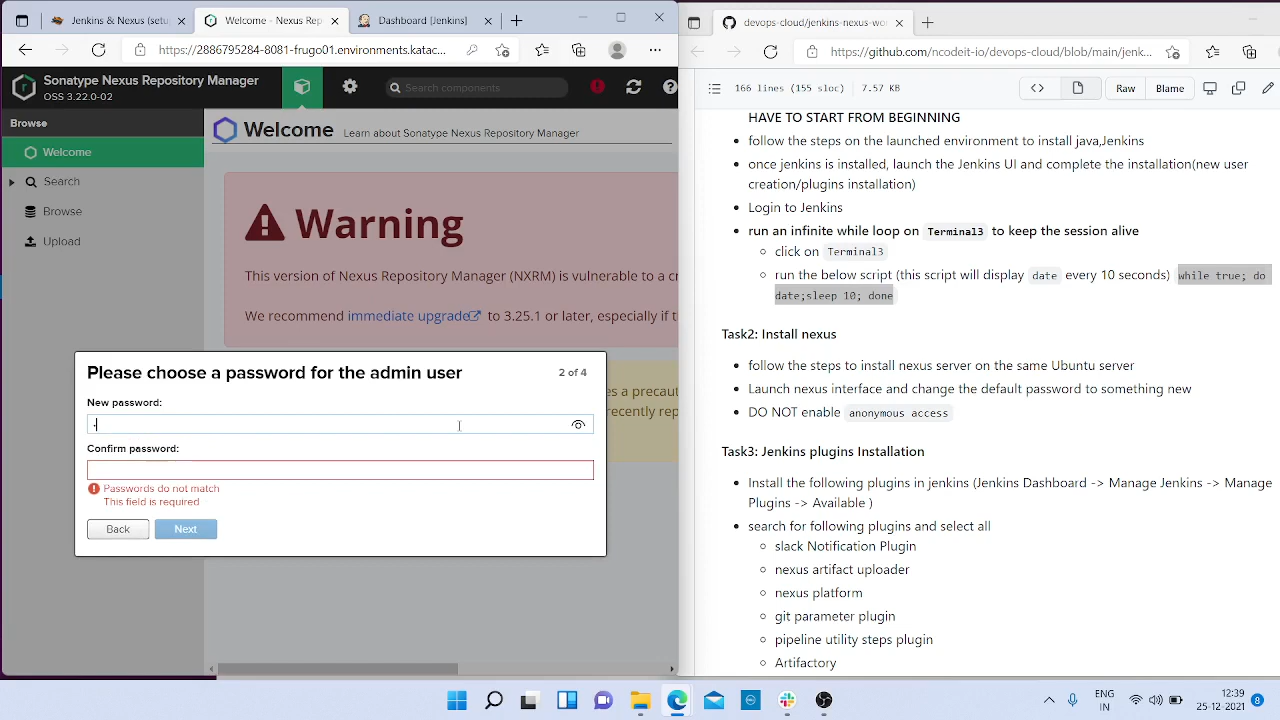 Jenkins & Nexus setu
Welcome - Nexus Rep
Dashboard [Jenkins]
https://2886795284-8081-frugo01.environments.katac...
Sonatype Nexus Repository Manager
OSS 3.22.0-02
Search components
Browse
Welcome
Search
Browse
Upload
Welcome Learn about Sonatype Nexus Repository Manager
Warning
This version of Nexus Repository Manager (NXRM) is vulnerable to a cr
We recommend immediate upgrade to 3.25.1 or later, especially if t
s a precaut
recently rep
Please choose a password for the admin user
2 of 4
New password:
Confirm password:
Passwords do not match
This field is required
Back
Next
devops-cloud/jenkins-nexus-wo
https://github.com/ncodeit-io/devops-cloud/blob/main/jenk...
166 lines (155 sloc)
7.57 KB
Raw
Blame
HAVE TO START FROM BEGINNING
follow the steps on the launched environment to install java,Jenkins
once jenkins is installed, launch the Jenkins UI and complete the installation(new user
creation/plugins installation)
Login to Jenkins
run an infinite while loop on Terminal3 to keep the session alive
click on Terminal3
run the below script (this script will display date every 10 seconds) while true; do
date;sleep 10; done
Task2: Install nexus
follow the steps to install nexus server on the same Ubuntu server
Launch nexus interface and change the default password to something new
DO NOT enable anonymous access
Task3: Jenkins plugins Installation
Install the following plugins in jenkins (Jenkins Dashboard -> Manage Jenkins -> Manage
Plugins -> Available )
search for following plugins and select all
slack Notification Plugin
nexus artifact uploader
nexus platform
git parameter plugin
pipeline utility steps plugin
Artifactory
ENG
IN
12:39
25-12-2021
8